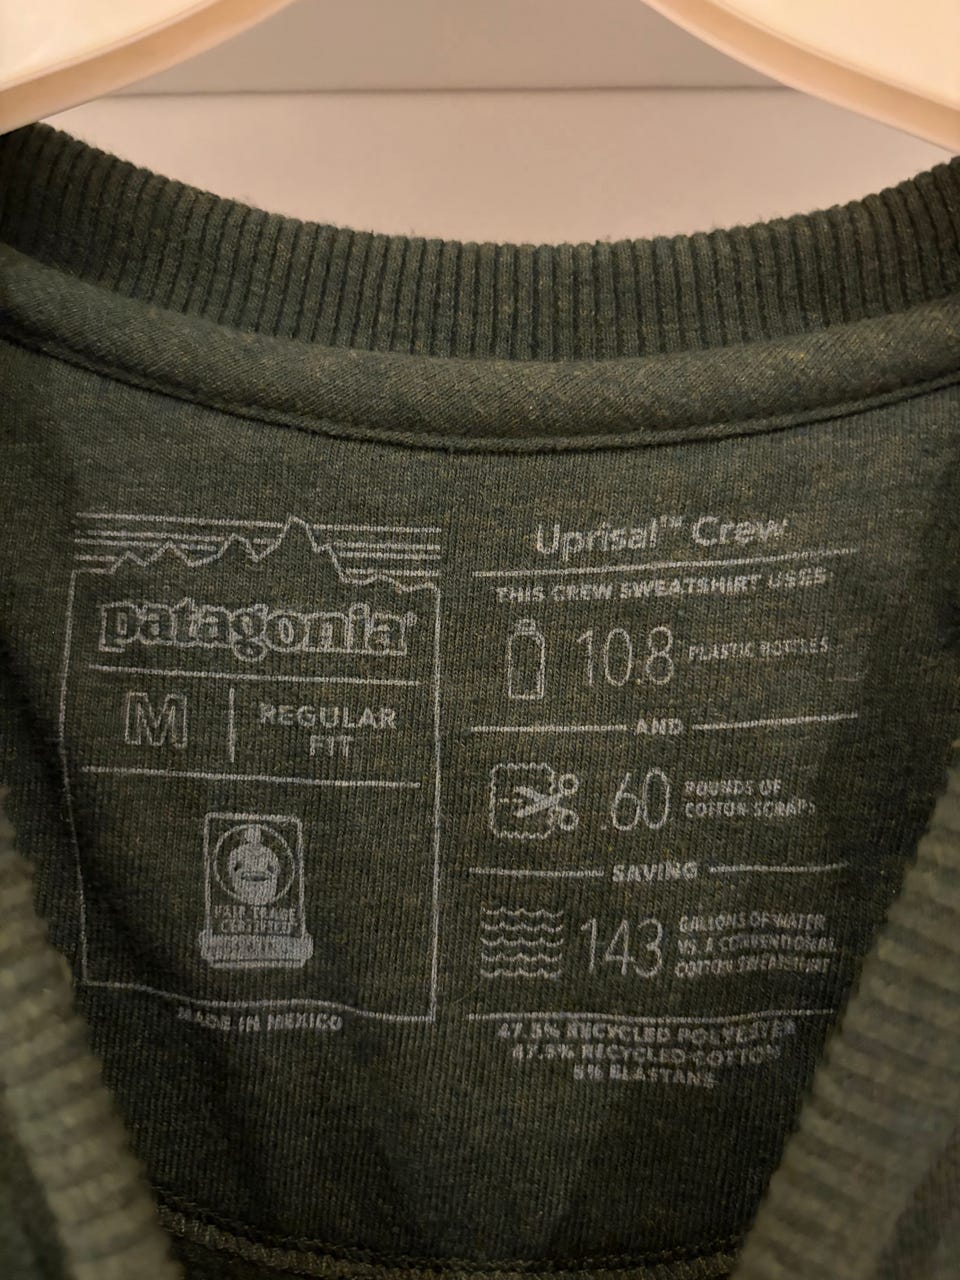 patagonia®
M
REGULAR
FIT
FAIR TRADE
CERTIFIED
MADE IN MEXICO
Uprisal™ Crew
THIS CREW SWEATSHIRT USES
10.8 PLASTIC BOTTLES
AND
.60 POUNDS OF
COTTON SCRAPS
SAVING
143 GALLONS OF WATER
VS. A CONVENTIONAL
COTTON SWEATSHIRT
47.5% RECYCLED POLYESTER
47.5% RECYCLED COTTON
5% ELASTANE